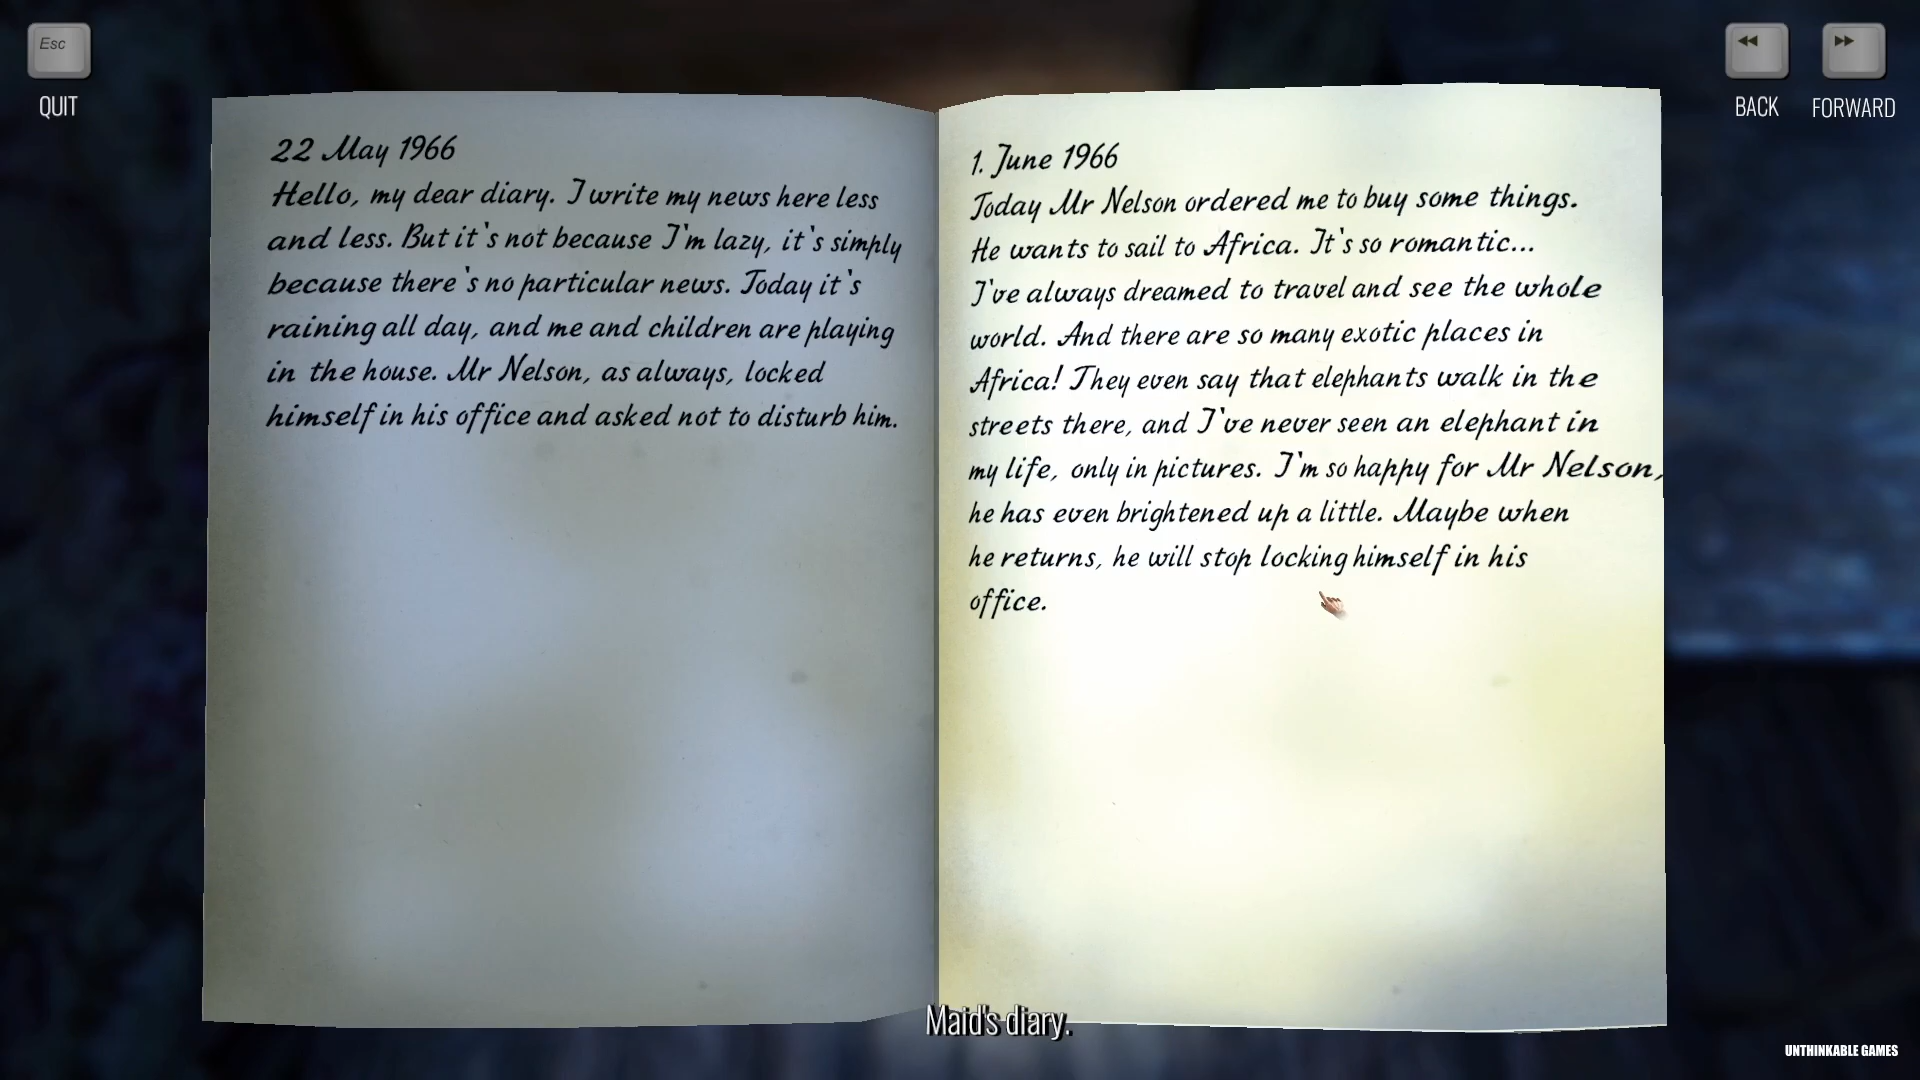 Esc
QUIT
BACK
FORWARD
22 May 1966
Hello, my dear diary. I write my news here less
and less. But it`s not because I`m lazy, it`s simply
because there`s no particular news. Today it`s
raining all day, and me and children are playing
in the house. Mr Nelson, as always, locked
himself in his office and asked not to disturb him.
1. June 1966
Today Mr Nelson ordered me to buy some things.
He wants to sail to Africa. It`s so romantic...
I`ve always dreamed to travel and see the whole
world. And there are so many exotic places in
Africa! They even say that elephants walk in the
streets there, and I`ve never seen an elephant in
my life, only in pictures. I`m so happy for Mr Nelson,
he has even brightened up a little. Maybe when
he returns, he will stop locking himself in his
office.
Maid's diary.
UNTHINKABLE GAMES